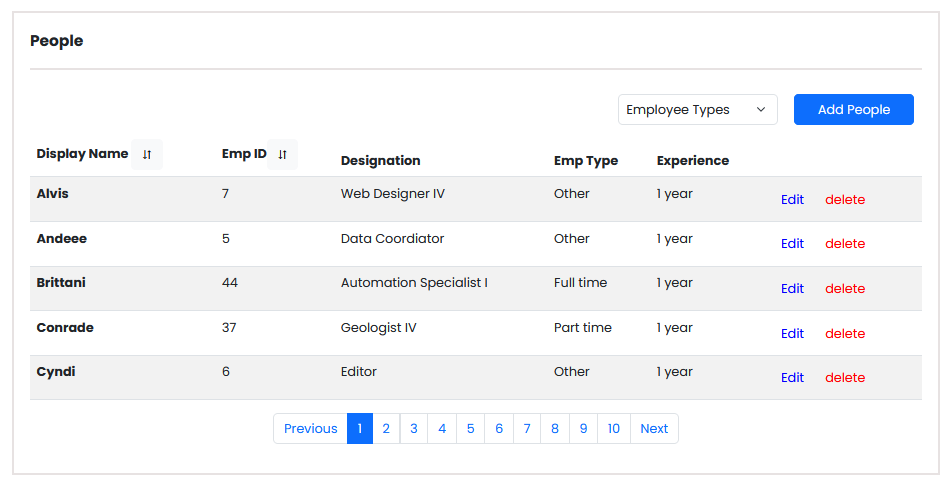 People
Employee Types Add People
Display Name Emp ID Designation Emp Type Experience
Alvis 7 Web Designer IV Other 1 year Edit delete
Andeee 5 Data Coordiator Other 1 year Edit delete
Brittani 44 Automation Specialist I Full time 1 year Edit delete
Conrade 37 Geologist IV Part time 1 year Edit delete
Cyndi 6 Editor Other 1 year Edit delete
Previous 1 2 3 4 5 6 7 8 9 10 Next